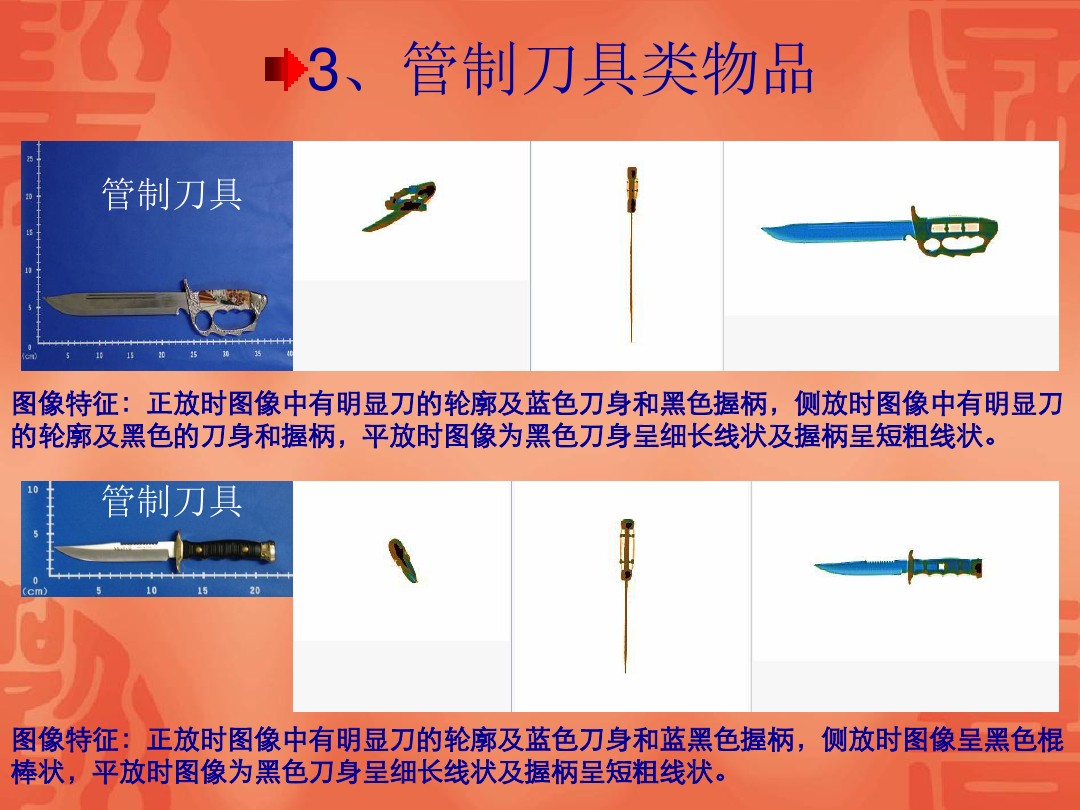 3、管制刀具类物品
管制刀具
25
20
15
10
5
0
(cm) 5 10 15 20 25 30 35 40
图像特征：正放时图像中有明显刀的轮廓及蓝色刀身和黑色握柄，侧放时图像中有明显刀
的轮廓及黑色的刀身和握柄，平放时图像为黑色刀身呈细长线状及握柄呈短粗线状。
管制刀具
10
5
0
(cm) 5 10 15 20
图像特征：正放时图像中有明显刀的轮廓及蓝色刀身和蓝黑色握柄，侧放时图像呈黑色棍
棒状，平放时图像为黑色刀身呈细长线状及握柄呈短粗线状。